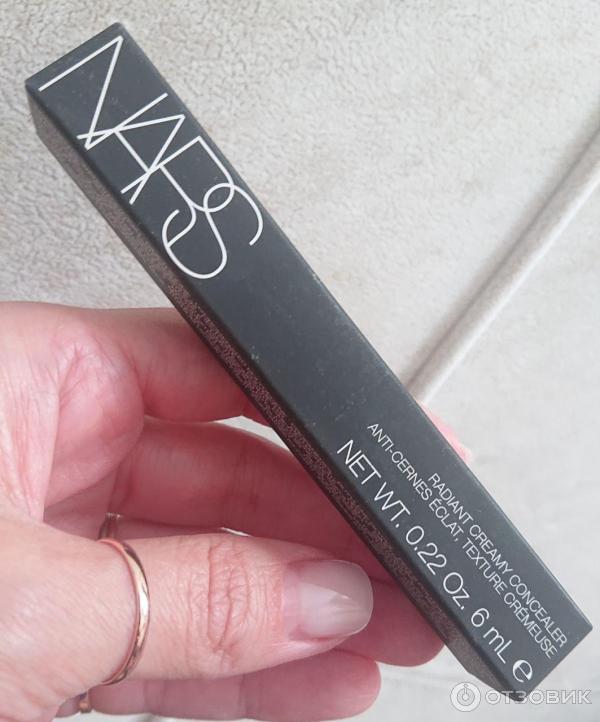 NARS
RADIANT CREAMY CONCEALER
ANTI-CERNES ÉCLAT, TEXTURE CRÉMEUSE
NET WT. 0.22 Oz. 6 mL ℮
ОТЗОВИК